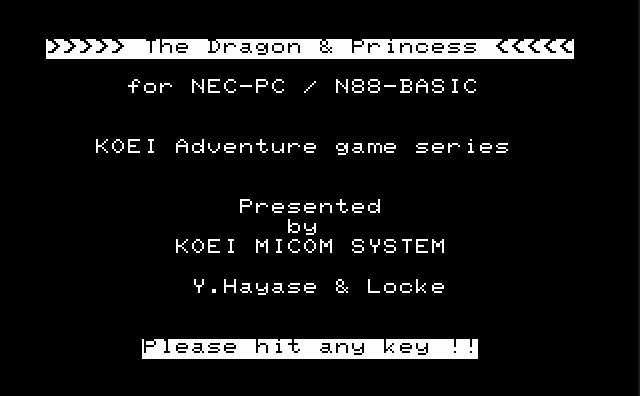 >>>>> The Dragon & Princess <<<<<
for NEC-PC / N88-BASIC
KOEI Adventure game series
Presented
by
KOEI MICOM SYSTEM
Y.Hayase & Locke
Please hit any key !!